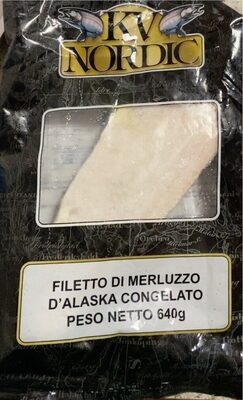 KV
NORDIC
FILETTO DI MERLUZZO
D'ALASKA CONGELATO
PESO NETTO 640g